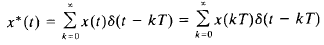 x*(t) = ∞∑k=0 x(t)δ(t − kT) = ∞∑k=0 x(kT)δ(t − kT)